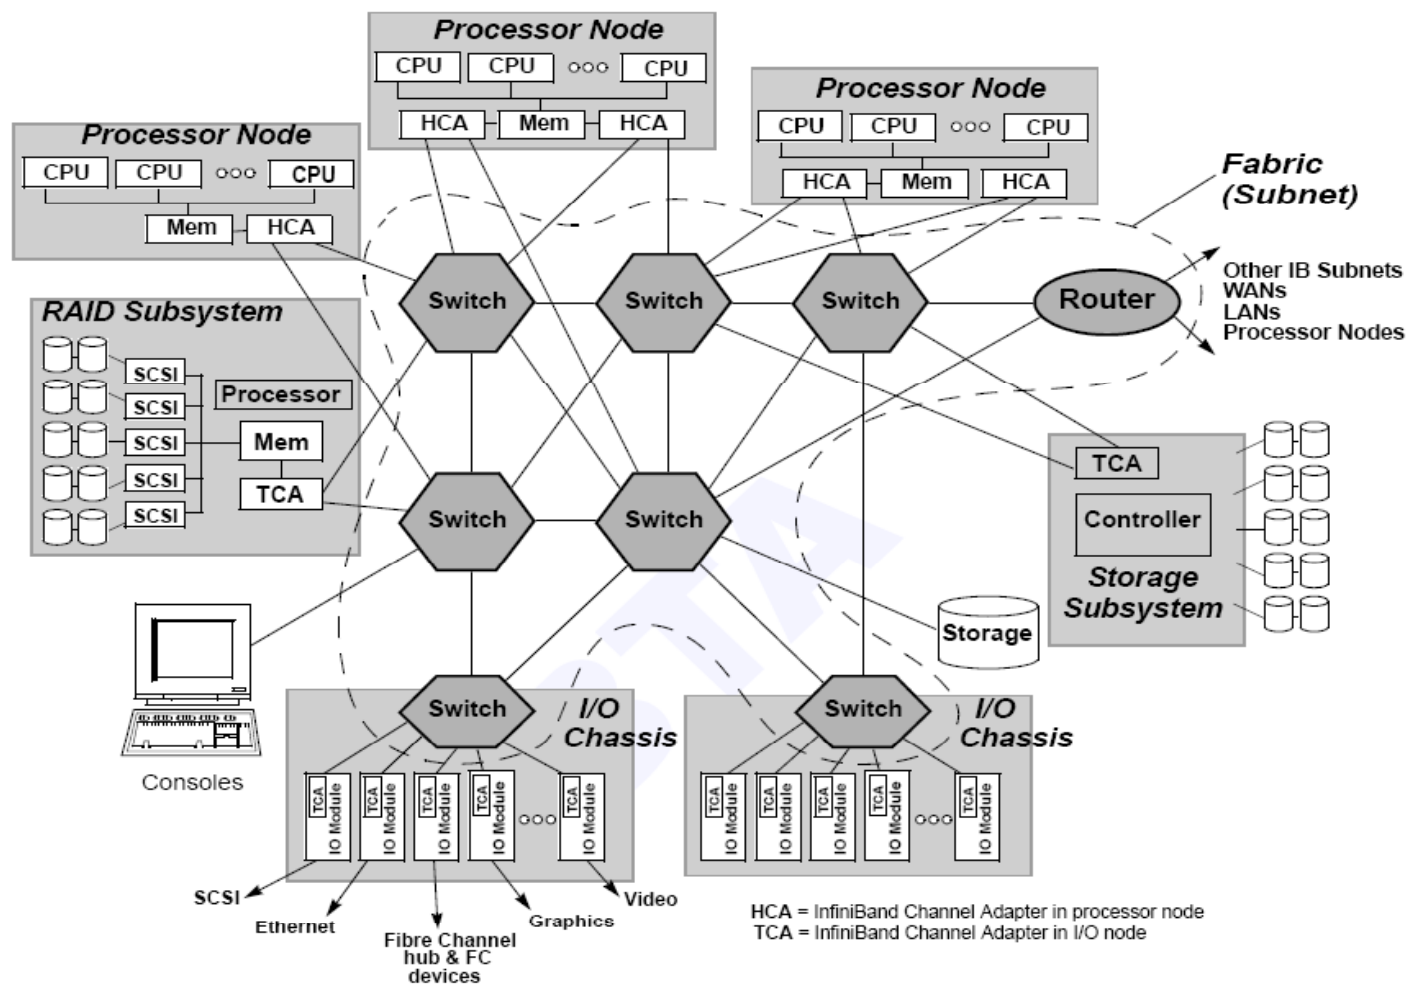 Processor Node
CPU CPU CPU
HCA Mem HCA
Processor Node
CPU CPU CPU
HCA Mem HCA
Processor Node
CPU CPU CPU
Mem HCA
Fabric
(Subnet)
Switch Switch Switch Router
Other IB Subnets
WANs
LANs
Processor Nodes
RAID Subsystem
SCSI
SCSI
SCSI
SCSI
SCSI
Processor
Mem
TCA
Switch Switch
TCA
Controller
Storage
Subsystem
Storage
Consoles
Switch
I/O
Chassis
TCA IO Module
TCA IO Module
TCA IO Module
TCA IO Module
TCA IO Module
Switch
I/O
Chassis
TCA IO Module
TCA IO Module
TCA IO Module
TCA IO Module
TCA IO Module
SCSI
Ethernet
Fibre Channel
hub & FC
devices
Graphics
Video
HCA = InfiniBand Channel Adapter in processor node
TCA = InfiniBand Channel Adapter in I/O node